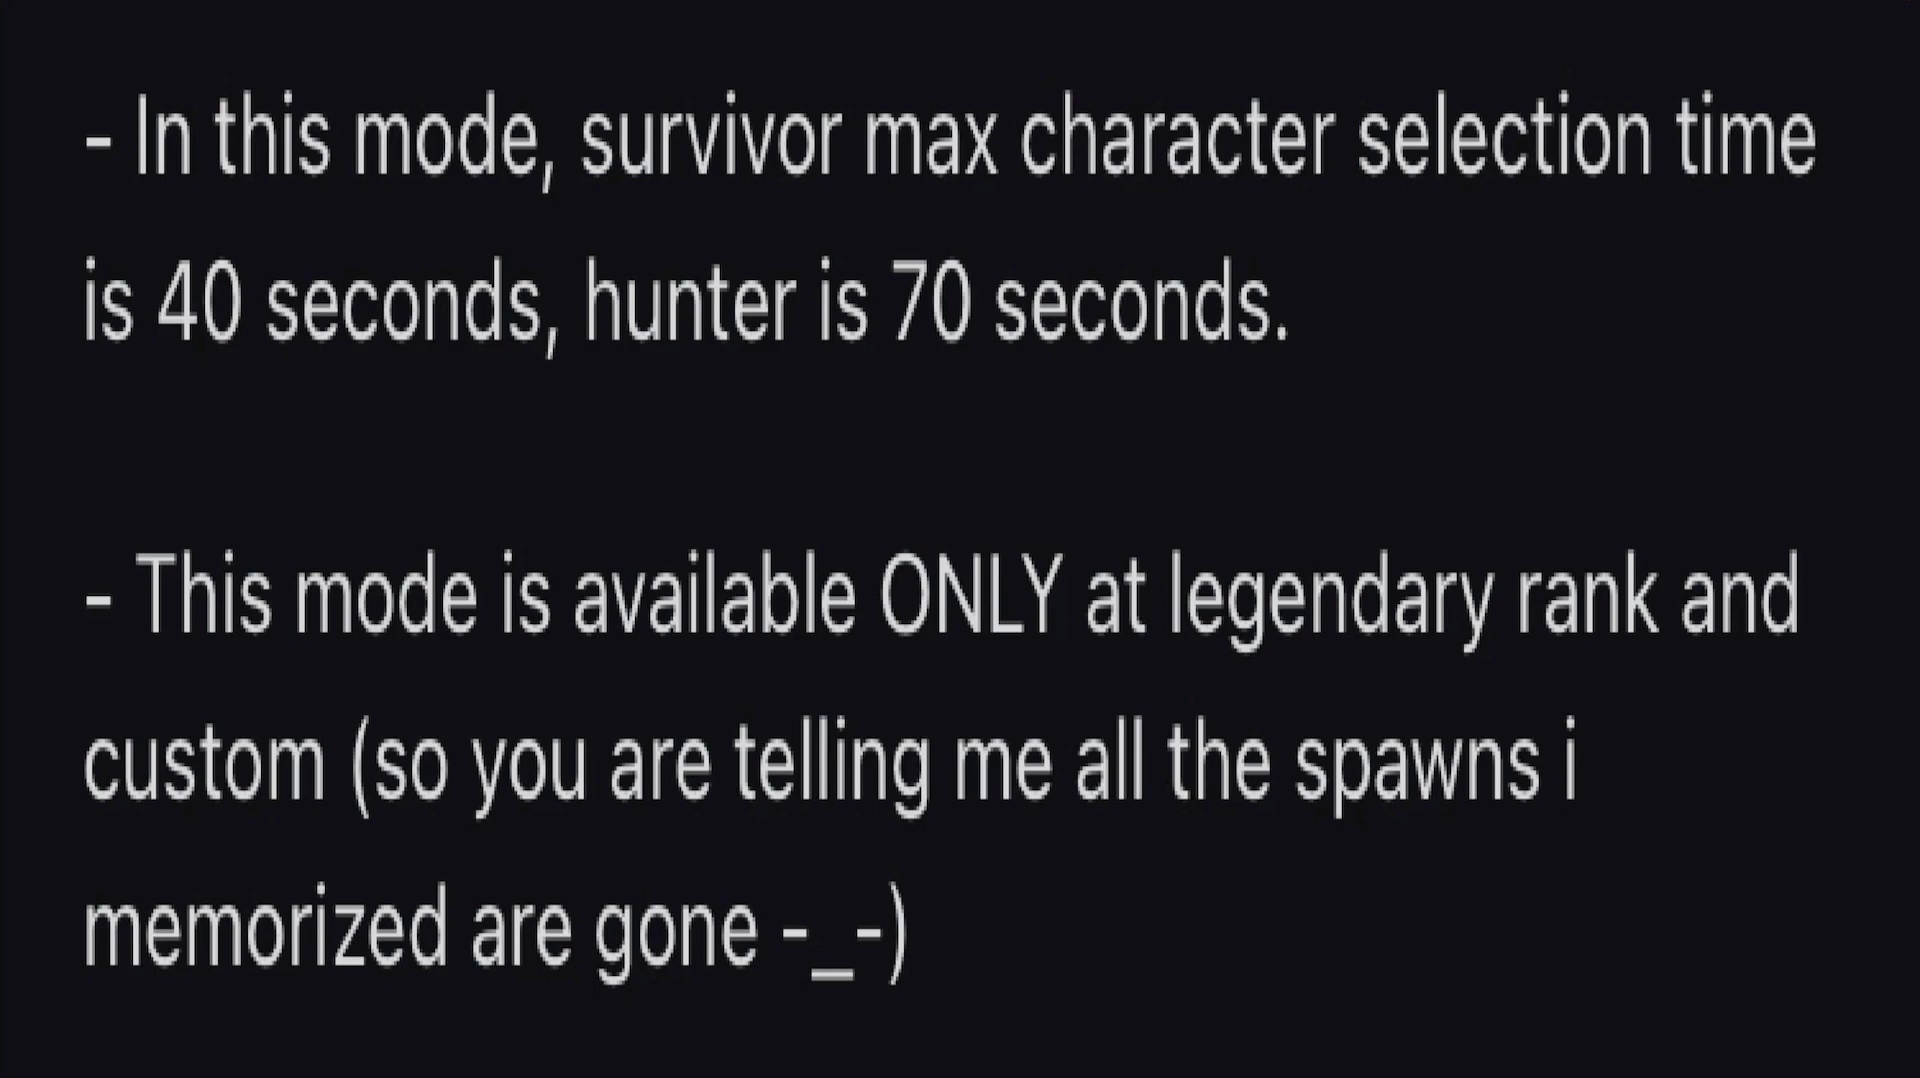 - In this mode, survivor max character selection time
is 40 seconds, hunter is 70 seconds.
- This mode is available ONLY at legendary rank and
custom (so you are telling me all the spawns i
memorized are gone -_-)